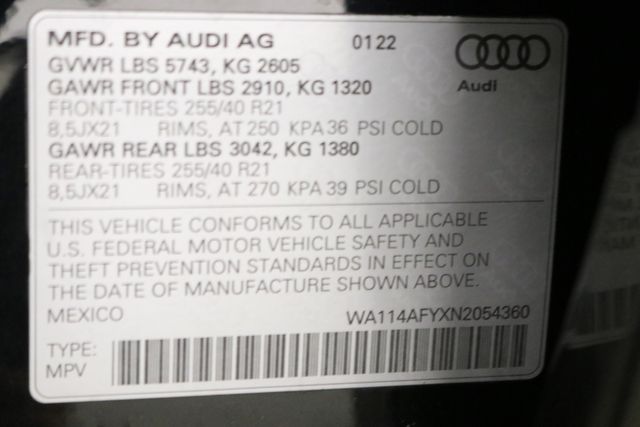 MFD. BY AUDI AG 0122
GVWR LBS 5743, KG 2605
GAWR FRONT LBS 2910, KG 1320
Audi
FRONT-TIRES 255/40 R21
8,5JX21 RIMS, AT 250 KPA 36 PSI COLD
GAWR REAR LBS 3042, KG 1380
REAR-TIRES 255/40 R21
8,5JX21 RIMS, AT 270 KPA 39 PSI COLD
THIS VEHICLE CONFORMS TO ALL APPLICABLE
U.S. FEDERAL MOTOR VEHICLE SAFETY AND
THEFT PREVENTION STANDARDS IN EFFECT ON
THE DATE OF MANUFACTURE SHOWN ABOVE.
MEXICO WA114AFYXN2054360
TYPE:
MPV